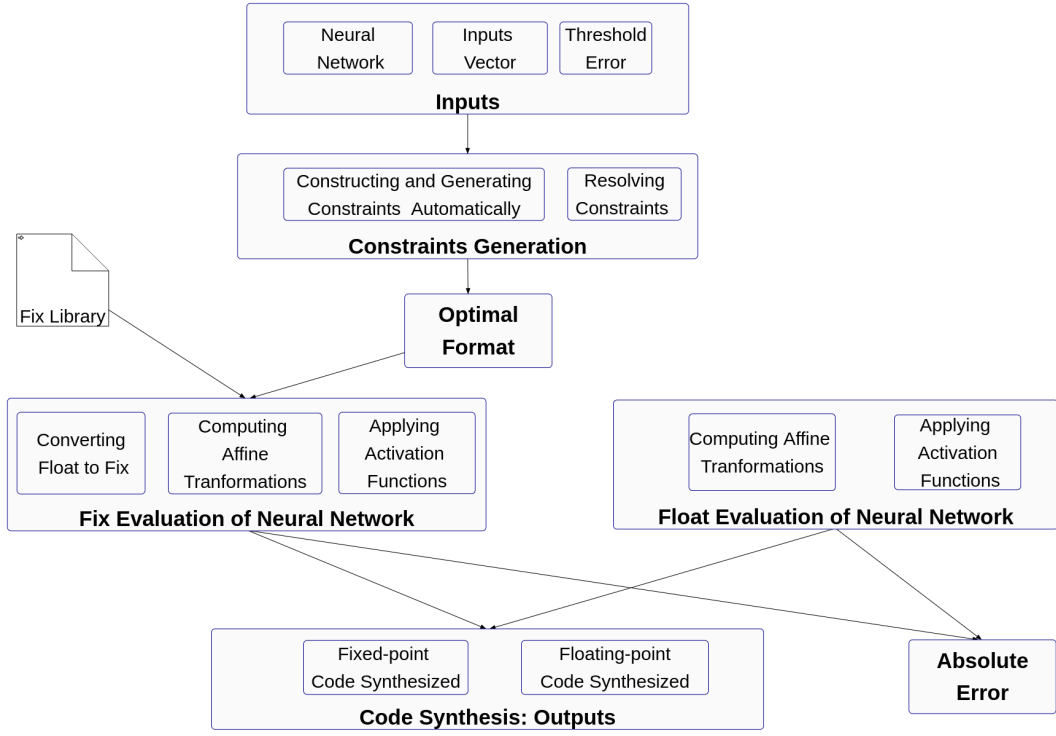 Neural
Network
Inputs
Vector
Threshold
Error
Inputs
Constructing and Generating
Constraints Automatically
Resolving
Constraints
Constraints Generation
Fix Library
Optimal
Format
Converting
Float to Fix
Computing
Affine
Tranformations
Applying
Activation
Functions
Fix Evaluation of Neural Network
Computing Affine
Tranformations
Applying
Activation
Functions
Float Evaluation of Neural Network
Fixed-point
Code Synthesized
Floating-point
Code Synthesized
Code Synthesis: Outputs
Absolute
Error